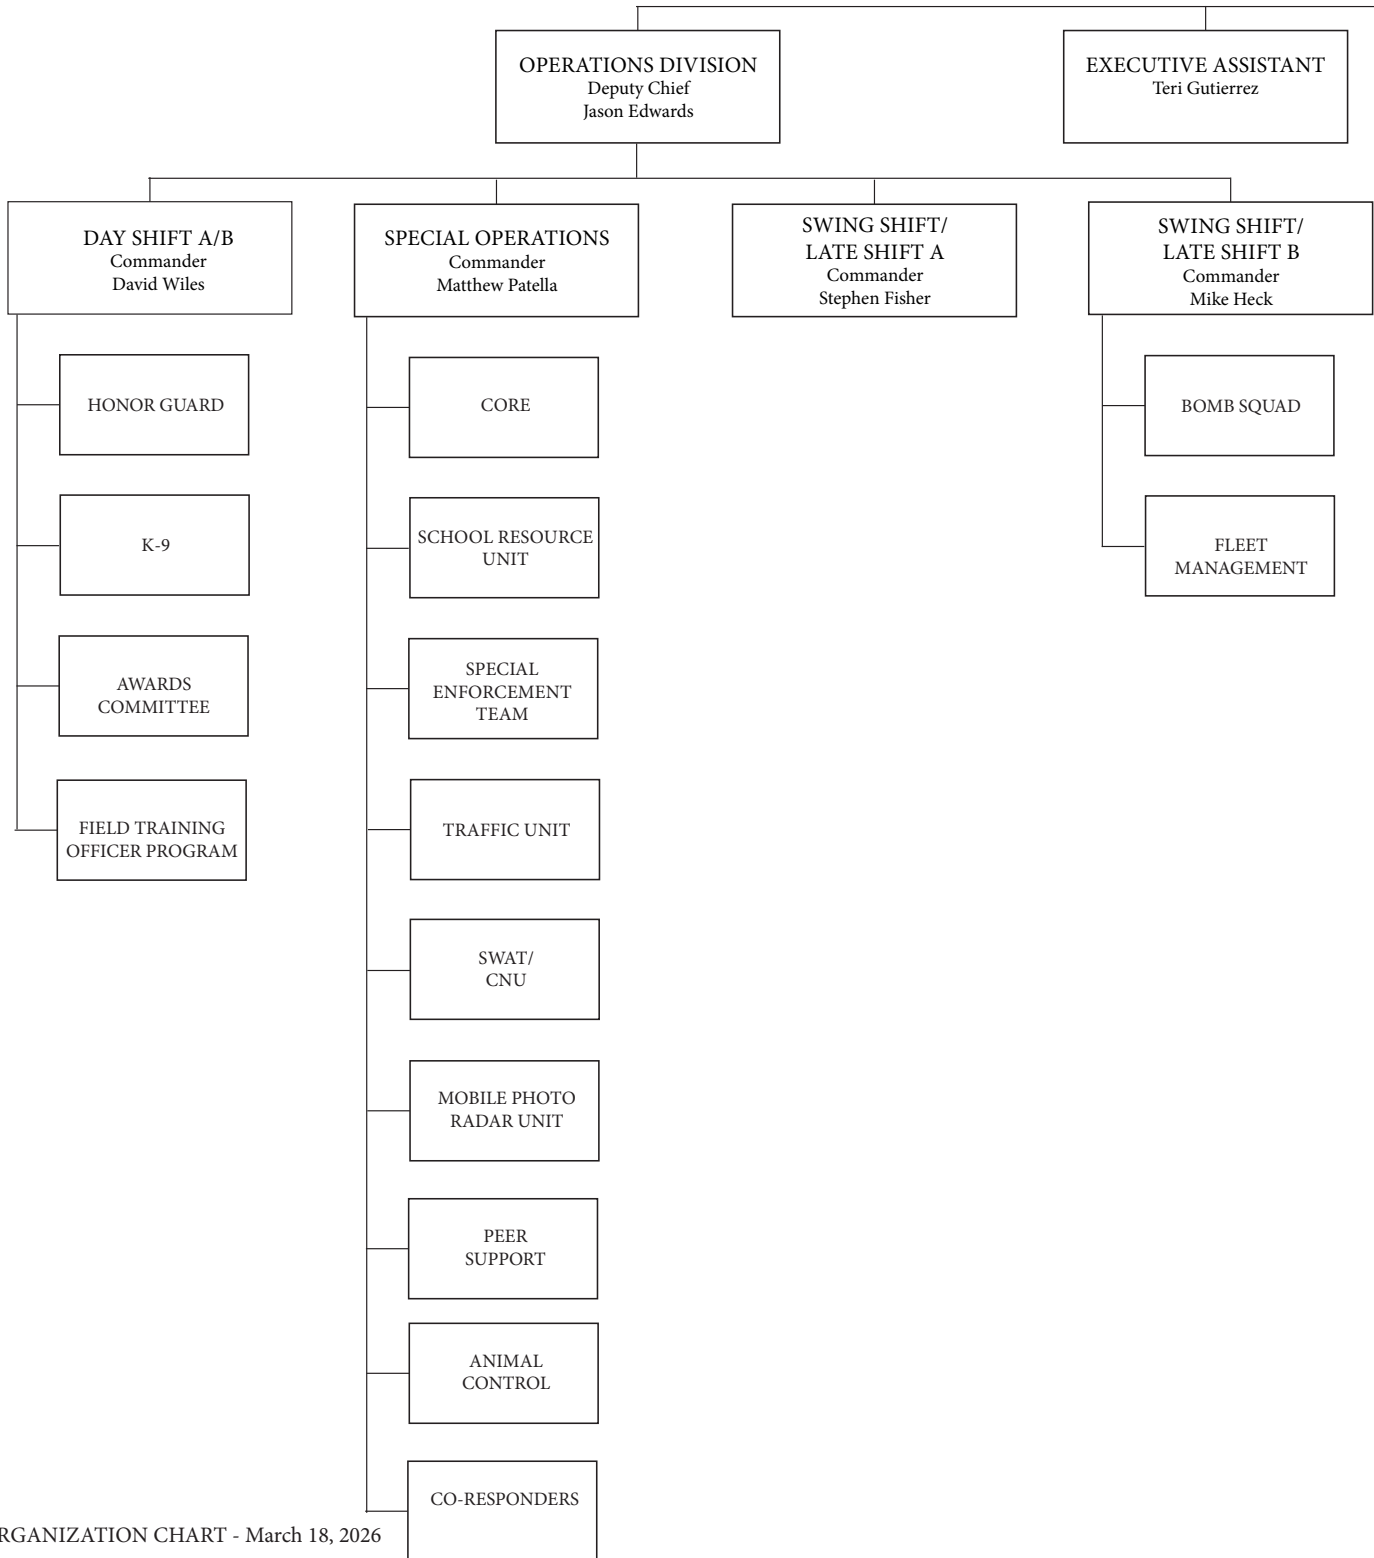 OPERATIONS DIVISION
Deputy Chief
Jason Edwards
EXECUTIVE ASSISTANT
Teri Gutierrez
DAY SHIFT A/B
Commander
David Wiles
SPECIAL OPERATIONS
Commander
Matthew Patella
SWING SHIFT/
LATE SHIFT A
Commander
Stephen Fisher
SWING SHIFT/
LATE SHIFT B
Commander
Mike Heck
HONOR GUARD
K-9
AWARDS
COMMITTEE
FIELD TRAINING
OFFICER PROGRAM
CORE
SCHOOL RESOURCE
UNIT
SPECIAL
ENFORCEMENT
TEAM
TRAFFIC UNIT
SWAT/
CNU
MOBILE PHOTO
RADAR UNIT
PEER
SUPPORT
ANIMAL
CONTROL
CO-RESPONDERS
BOMB SQUAD
FLEET
MANAGEMENT
RGANIZATION CHART - March 18, 2026